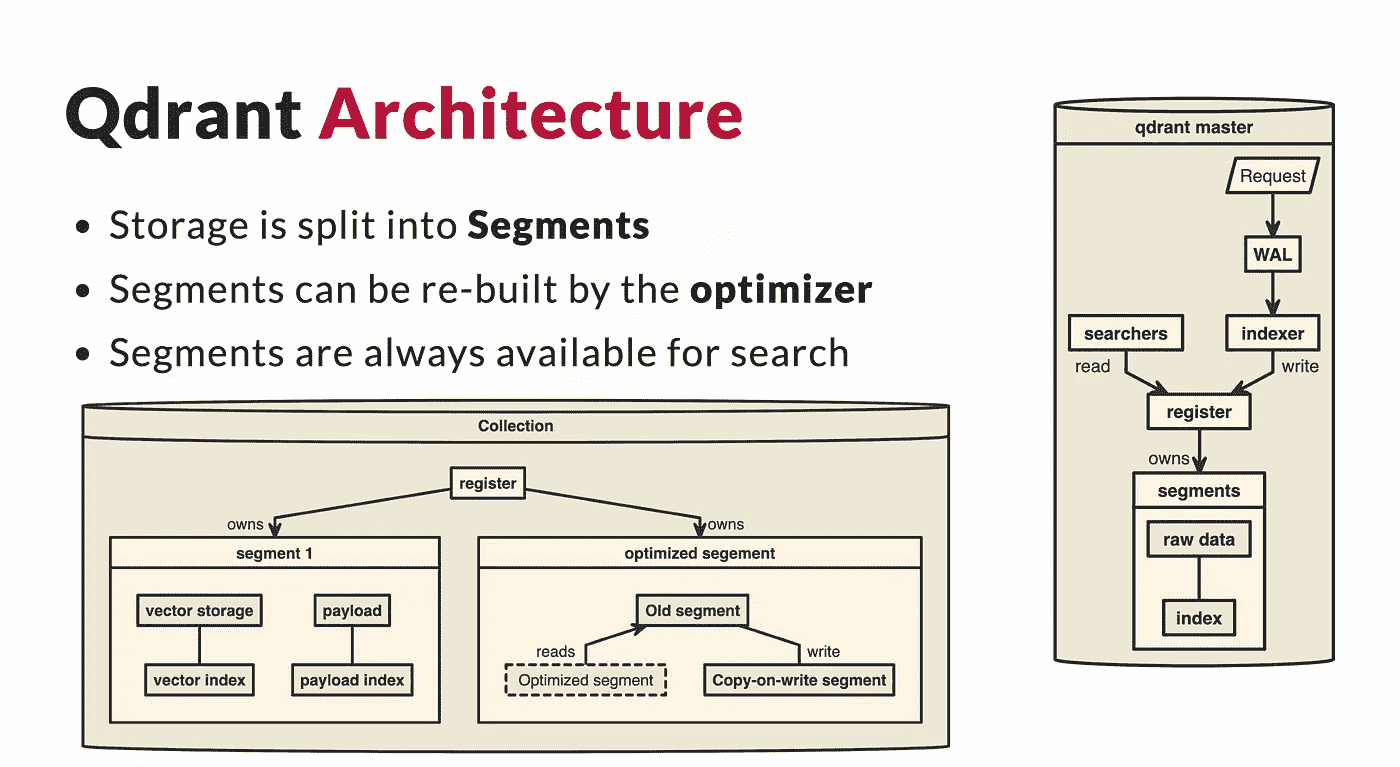 Qdrant Architecture
• Storage is split into Segments
• Segments can be re-built by the optimizer
• Segments are always available for search
Collection
register
owns
owns
segment 1
optimized segement
vector storage
payload
Old segment
reads
write
vector index
payload index
Optimized segment
Copy-on-write segment
qdrant master
Request
WAL
searchers
indexer
read
write
register
owns
segments
raw data
index